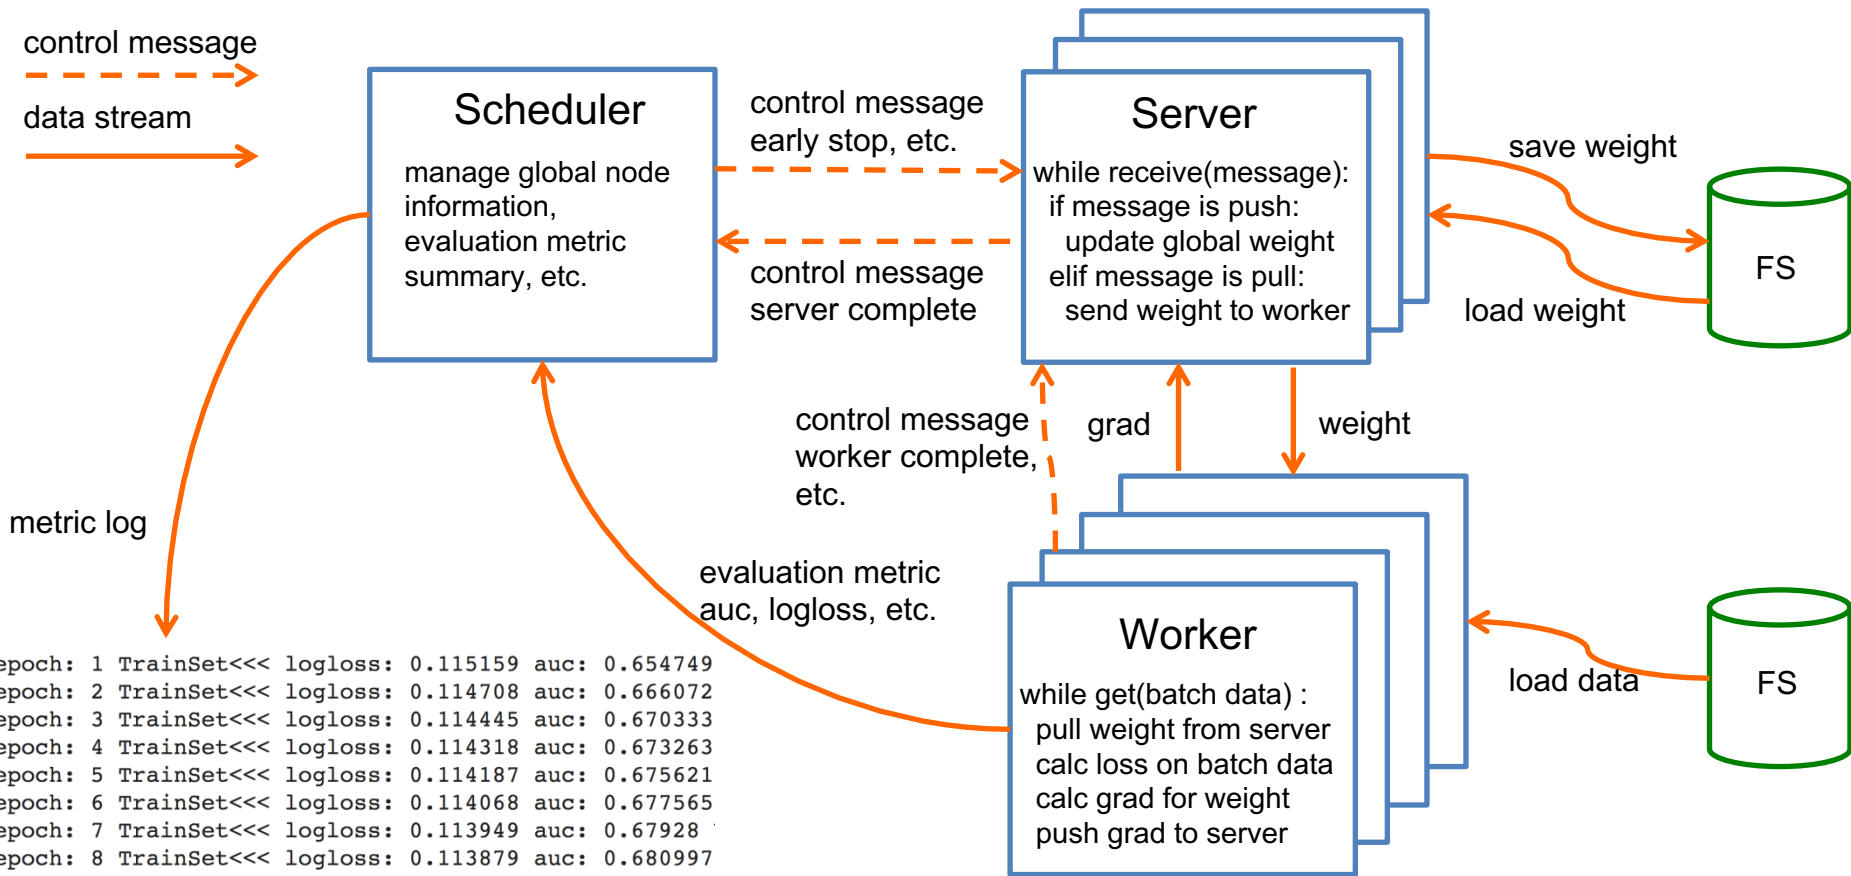 control message
data stream
Scheduler
manage global node
information,
evaluation metric
summary, etc.
control message
early stop, etc.
control message
server complete
Server
while receive(message):
if message is push:
update global weight
elif message is pull:
send weight to worker
save weight
load weight
FS
control message
worker complete,
etc.
grad
weight
metric log
evaluation metric
auc, logloss, etc.
Worker
while get(batch data) :
pull weight from server
calc loss on batch data
calc grad for weight
push grad to server
load data
FS
epoch: 1 TrainSet<<< logloss: 0.115159 auc: 0.654749
epoch: 2 TrainSet<<< logloss: 0.114708 auc: 0.666072
epoch: 3 TrainSet<<< logloss: 0.114445 auc: 0.670333
epoch: 4 TrainSet<<< logloss: 0.114318 auc: 0.673263
epoch: 5 TrainSet<<< logloss: 0.114187 auc: 0.675621
epoch: 6 TrainSet<<< logloss: 0.114068 auc: 0.677565
epoch: 7 TrainSet<<< logloss: 0.113949 auc: 0.67928
epoch: 8 TrainSet<<< logloss: 0.113879 auc: 0.680997